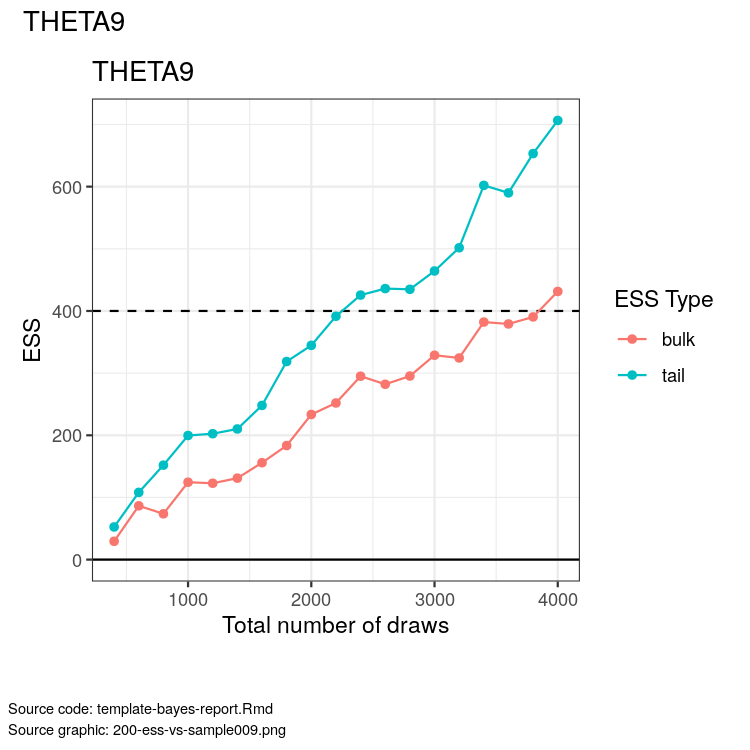 THETA9
THETA9
600
400
200
0
ESS
1000 2000 3000 4000
Total number of draws
ESS Type
bulk
tail
Source code: template-bayes-report.Rmd
Source graphic: 200-ess-vs-sample009.png